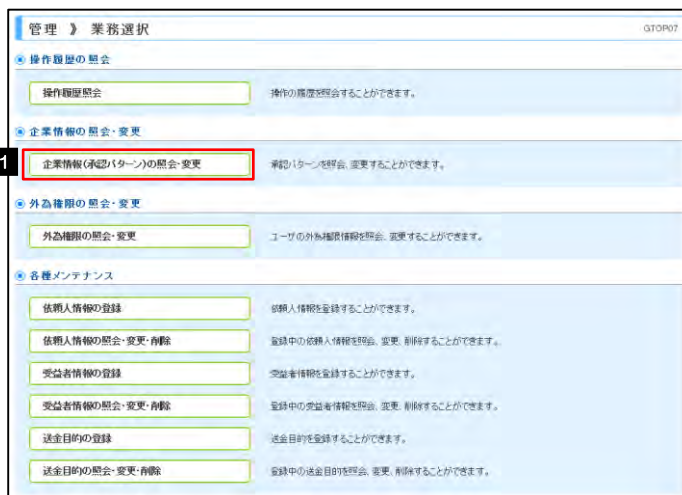 管理 》 業務選択 GTOP07
操作履歴の照会
操作履歴照会 操作の履歴を照会することができます。
企業情報の照会・変更
1 企業情報(承認パターン)の照会・変更 承認パターンを照会、変更することができます。
外為権限の照会・変更
外為権限の照会・変更 ユーザの外為権限情報を照会、変更することができます。
各種メンテナンス
依頼人情報の登録 依頼人情報を登録することができます。
依頼人情報の照会・変更・削除 登録中の依頼人情報を照会、変更、削除することができます。
受益者情報の登録 受益者情報を登録することができます。
受益者情報の照会・変更・削除 登録中の受益者情報を照会、変更、削除することができます。
送金目的の登録 送金目的を登録することができます。
送金目的の照会・変更・削除 登録中の送金目的を照会、変更、削除することができます。